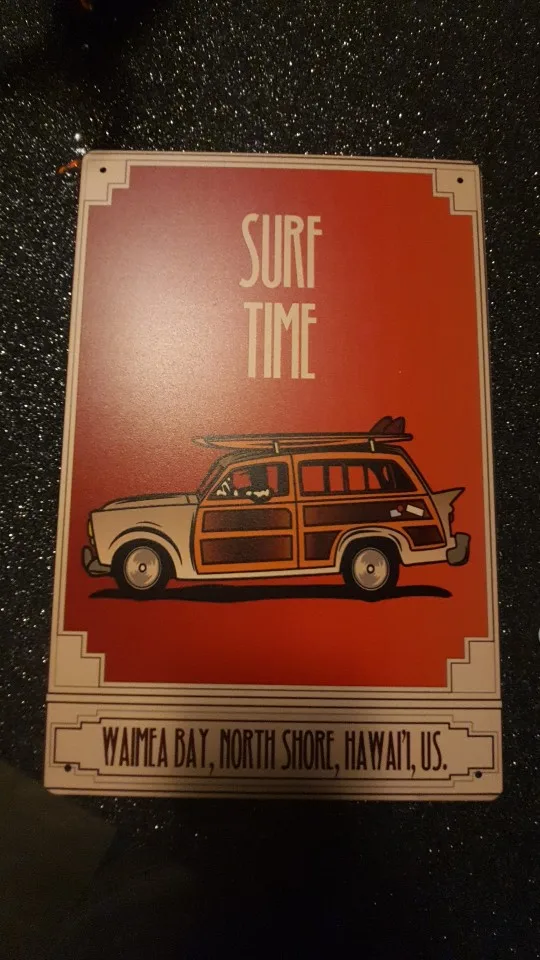 SURF
TIME
WAIMEA BAY, NORTH SHORE, HAWAI'I, US.